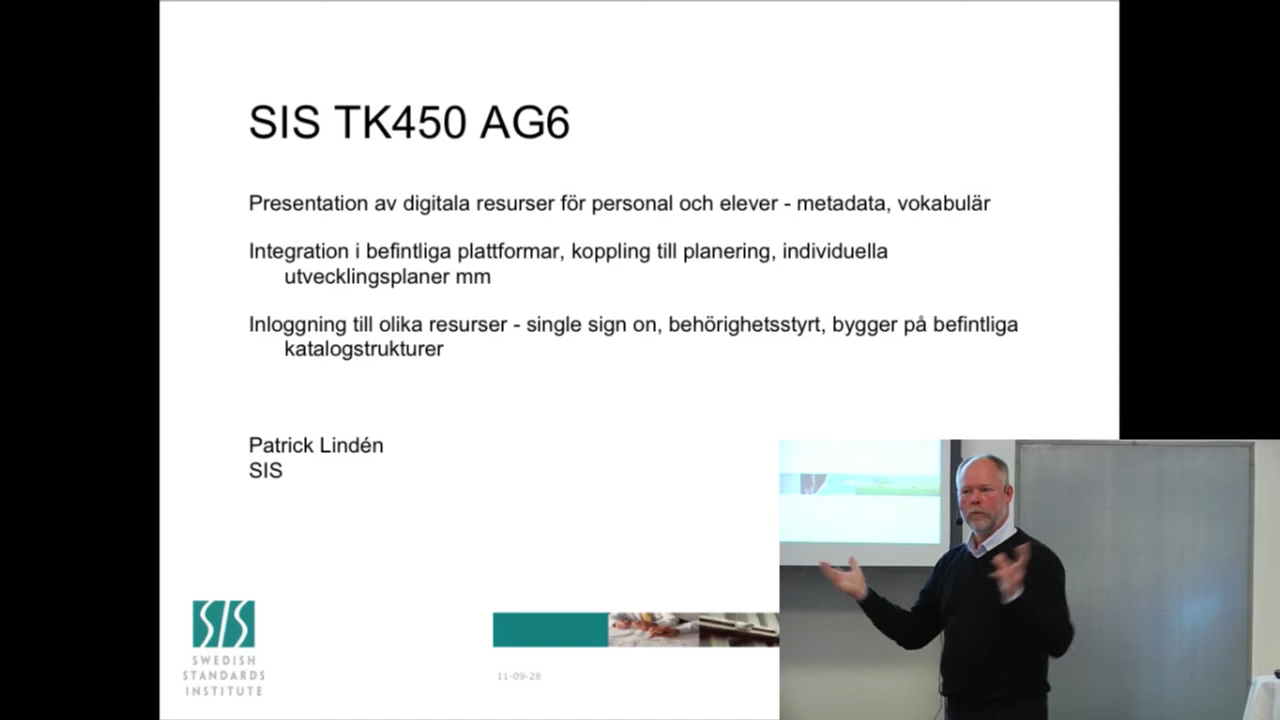 SIS TK450 AG6
Presentation av digitala resurser för personal och elever - metadata, vokabulär
Integration i befintliga plattformar, koppling till planering, individuella
utvecklingsplaner mm
Inloggning till olika resurser - single sign on, behörighetsstyrt, bygger på befintliga
katalogstrukturer
Patrick Lindén
SIS
SIS
SWEDISH
STANDARDS
INSTITUTE
11-09-28